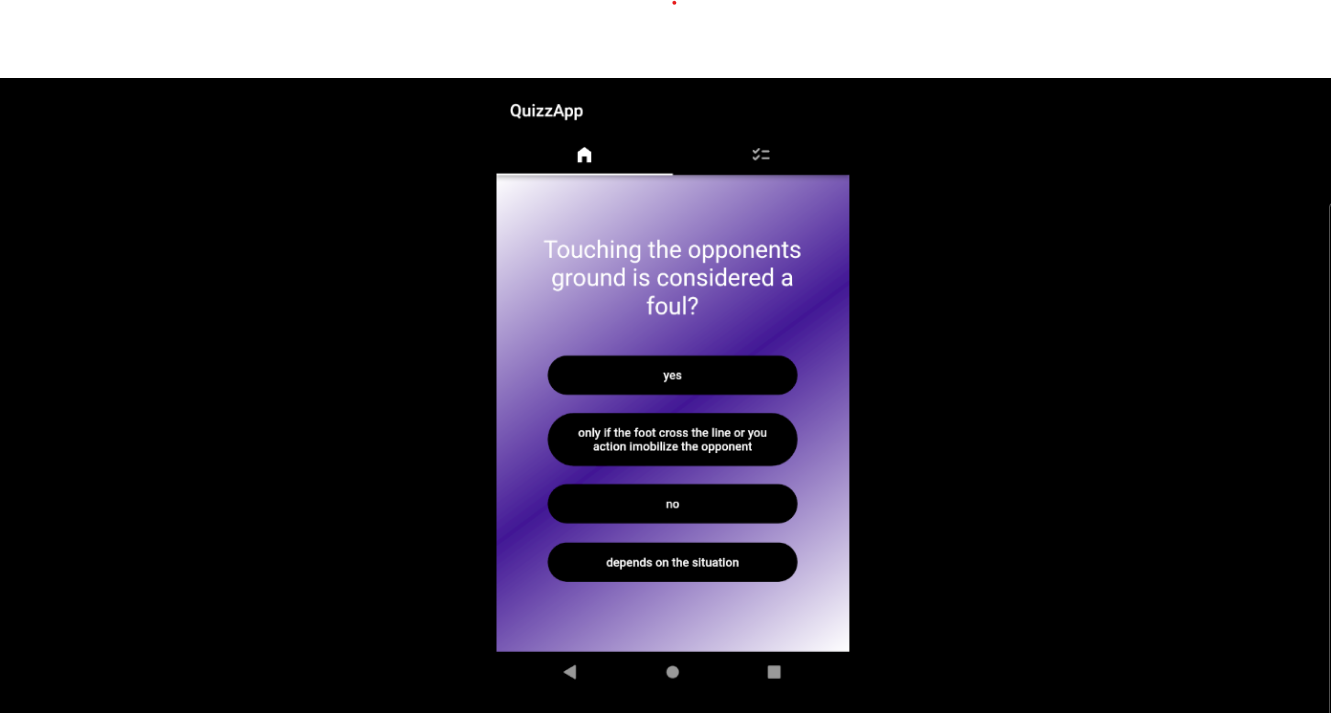 QuizzApp
Touching the opponents
ground is considered a
foul?
yes
only if the foot cross the line or you
action imobilize the opponent
no
depends on the situation